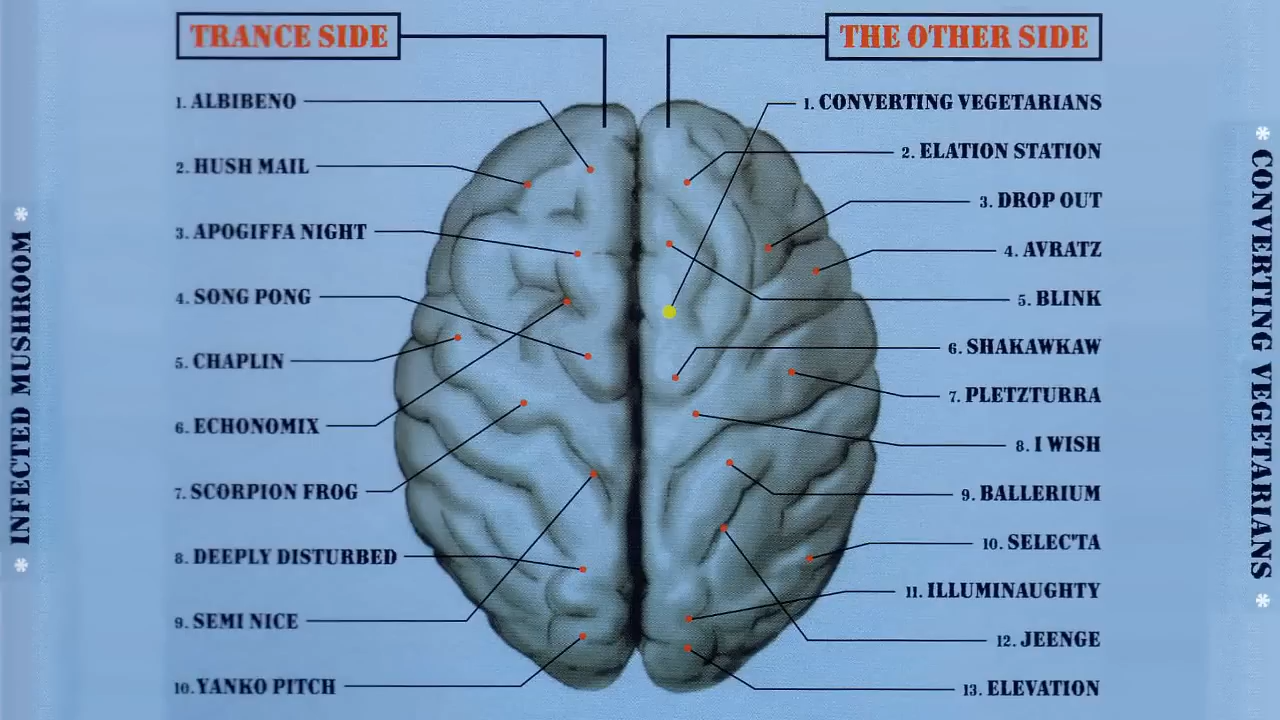 TRANCE SIDE
1. ALBIBENO
2. HUSH MAIL
3. APOGIFFA NIGHT
4. SONG PONG
5. CHAPLIN
6. ECHONOMIX
7. SCORPION FROG
8. DEEPLY DISTURBED
9. SEMI NICE
10. YANKO PITCH
THE OTHER SIDE
1. CONVERTING VEGETARIANS
2. ELATION STATION
3. DROP OUT
4. AVRATZ
5. BLINK
6. SHAKAWKAW
7. PLETZTURRA
8. I WISH
9. BALLERIUM
10. SELECTA
11. ILLUMINAUGHTY
12. JEENGE
13. ELEVATION
* INFECTED MUSHROOM *
* CONVERTING VEGETARIANS *